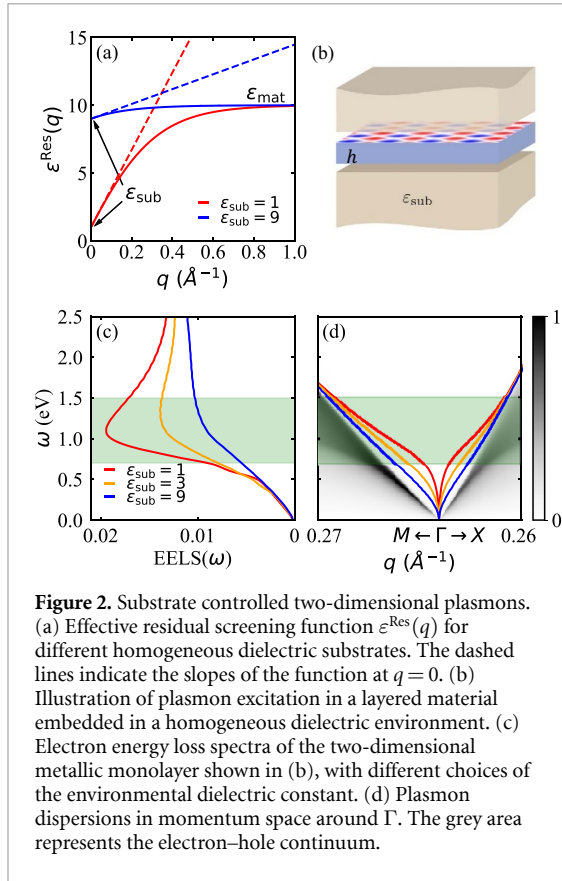 (a)
(b)
15
10
5
0
ε^Res(q)
ε_mat
ε_sub
ε_sub = 1
ε_sub = 9
0.0 0.2 0.4 0.6 0.8 1.0
q (Å⁻¹)
h
ε_sub
(c)
(d)
2.5
2.0
1.5
1.0
0.5
0.0
ω (eV)
ε_sub = 1
ε_sub = 3
ε_sub = 9
0.02 0.01 0
EELS(ω)
0.27 M ← Γ → X 0.26
q (Å⁻¹)
1
0
Figure 2. Substrate controlled two-dimensional plasmons.
(a) Effective residual screening function ε^Res(q) for
different homogeneous dielectric substrates. The dashed
lines indicate the slopes of the function at q = 0. (b)
Illustration of plasmon excitation in a layered material
embedded in a homogeneous dielectric environment. (c)
Electron energy loss spectra of the two-dimensional
metallic monolayer shown in (b), with different choices of
the environmental dielectric constant. (d) Plasmon
dispersions in momentum space around Γ. The grey area
represents the electron–hole continuum.